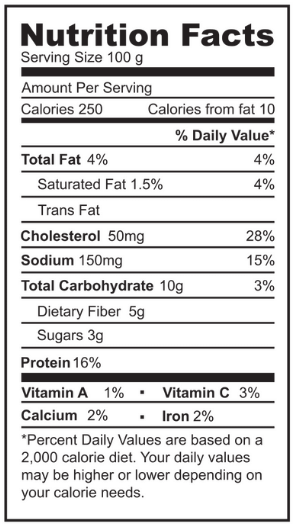 Nutrition Facts
Serving Size 100 g
Amount Per Serving
Calories 250 Calories from fat 10
% Daily Value*
Total Fat 4% 4%
Saturated Fat 1.5% 4%
Trans Fat
Cholesterol 50mg 28%
Sodium 150mg 15%
Total Carbohydrate 10g 3%
Dietary Fiber 5g
Sugars 3g
Protein 16%
Vitamin A 1% ▪ Vitamin C 3%
Calcium 2% ▪ Iron 2%
*Percent Daily Values are based on a
2,000 calorie diet. Your daily values
may be higher or lower depending on
your calorie needs.